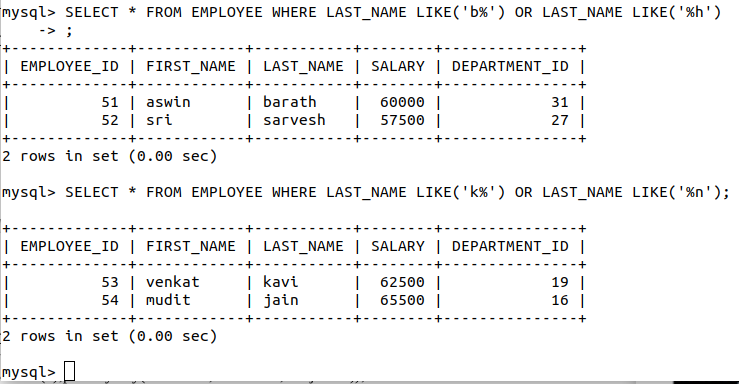 mysql> SELECT * FROM EMPLOYEE WHERE LAST_NAME LIKE('b%') OR LAST_NAME LIKE('%h')
    -> ;
+-------------+------------+-----------+--------+---------------+
| EMPLOYEE_ID | FIRST_NAME | LAST_NAME | SALARY | DEPARTMENT_ID |
+-------------+------------+-----------+--------+---------------+
|          51 | aswin      | barath    |  60000 |            31 |
|          52 | sri        | sarvesh   |  57500 |            27 |
+-------------+------------+-----------+--------+---------------+
2 rows in set (0.00 sec)

mysql> SELECT * FROM EMPLOYEE WHERE LAST_NAME LIKE('k%') OR LAST_NAME LIKE('%n');

+-------------+------------+-----------+--------+---------------+
| EMPLOYEE_ID | FIRST_NAME | LAST_NAME | SALARY | DEPARTMENT_ID |
+-------------+------------+-----------+--------+---------------+
|          53 | venkat     | kavi      |  62500 |            19 |
|          54 | mudit      | jain      |  65500 |            16 |
+-------------+------------+-----------+--------+---------------+
2 rows in set (0.00 sec)

mysql>